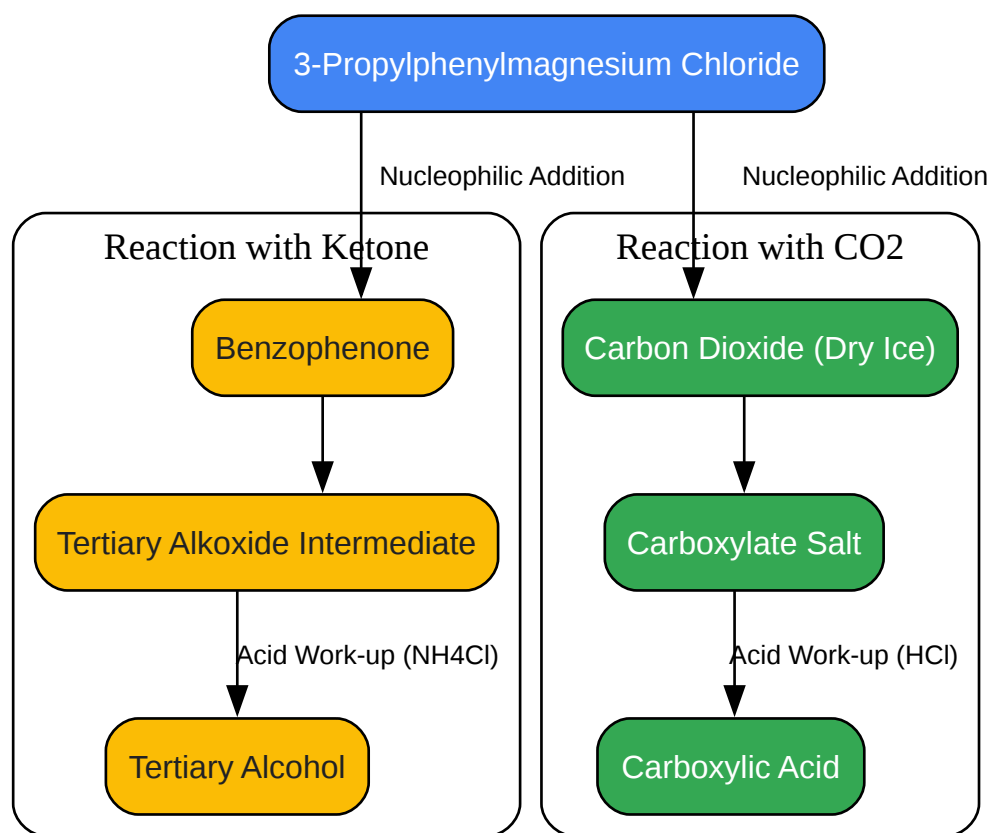 3-Propylphenylmagnesium Chloride
Nucleophilic Addition
Nucleophilic Addition
Reaction with Ketone
Reaction with CO2
Benzophenone
Carbon Dioxide (Dry Ice)
Tertiary Alkoxide Intermediate
Carboxylate Salt
Acid Work-up (NH4Cl)
Acid Work-up (HCl)
Tertiary Alcohol
Carboxylic Acid